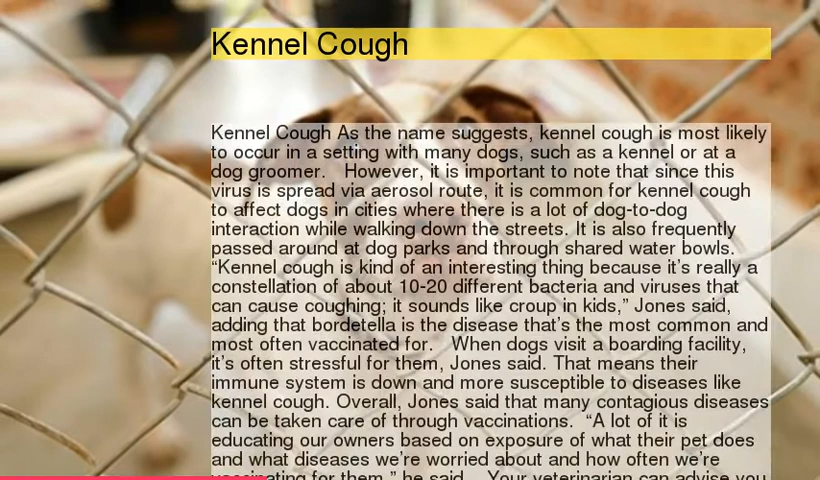 Kennel Cough
Kennel Cough As the name suggests, kennel cough is most likely
to occur in a setting with many dogs, such as a kennel or at a
dog groomer.   However, it is important to note that since this
virus is spread via aerosol route, it is common for kennel cough
to affect dogs in cities where there is a lot of dog-to-dog
interaction while walking down the streets. It is also frequently
passed around at dog parks and through shared water bowls.
“Kennel cough is kind of an interesting thing because it’s really a
constellation of about 10-20 different bacteria and viruses that
can cause coughing; it sounds like croup in kids,” Jones said,
adding that bordetella is the disease that’s the most common and
most often vaccinated for.   When dogs visit a boarding facility,
it’s often stressful for them, Jones said. That means their
immune system is down and more susceptible to diseases like
kennel cough. Overall, Jones said that many contagious diseases
can be taken care of through vaccinations.  “A lot of it is
educating our owners based on exposure of what their pet does
and what diseases we’re worried about and how often we’re
vaccinating for them,” he said.   Your veterinarian can advise you